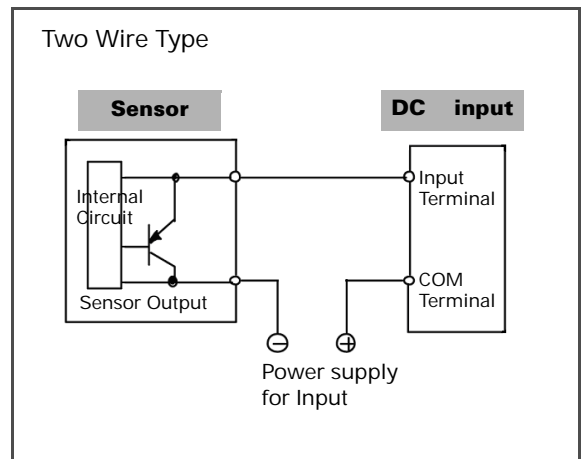 Two Wire Type
Sensor
DC input
Internal
Circuit
Input
Terminal
Sensor Output
COM
Terminal
⊖
⊕
Power supply
for Input